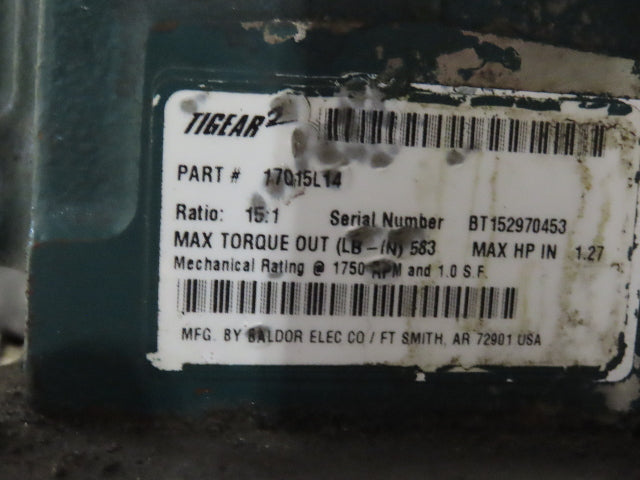 TIGEAR 2
PART # 17Q15L14
Ratio: 15:1 Serial Number BT152970453
MAX TORQUE OUT (LB-IN) 583 MAX HP IN 1.27
Mechanical Rating @ 1750 RPM and 1.0 S.F.
MFG. BY BALDOR ELEC CO / FT SMITH, AR 72901 USA